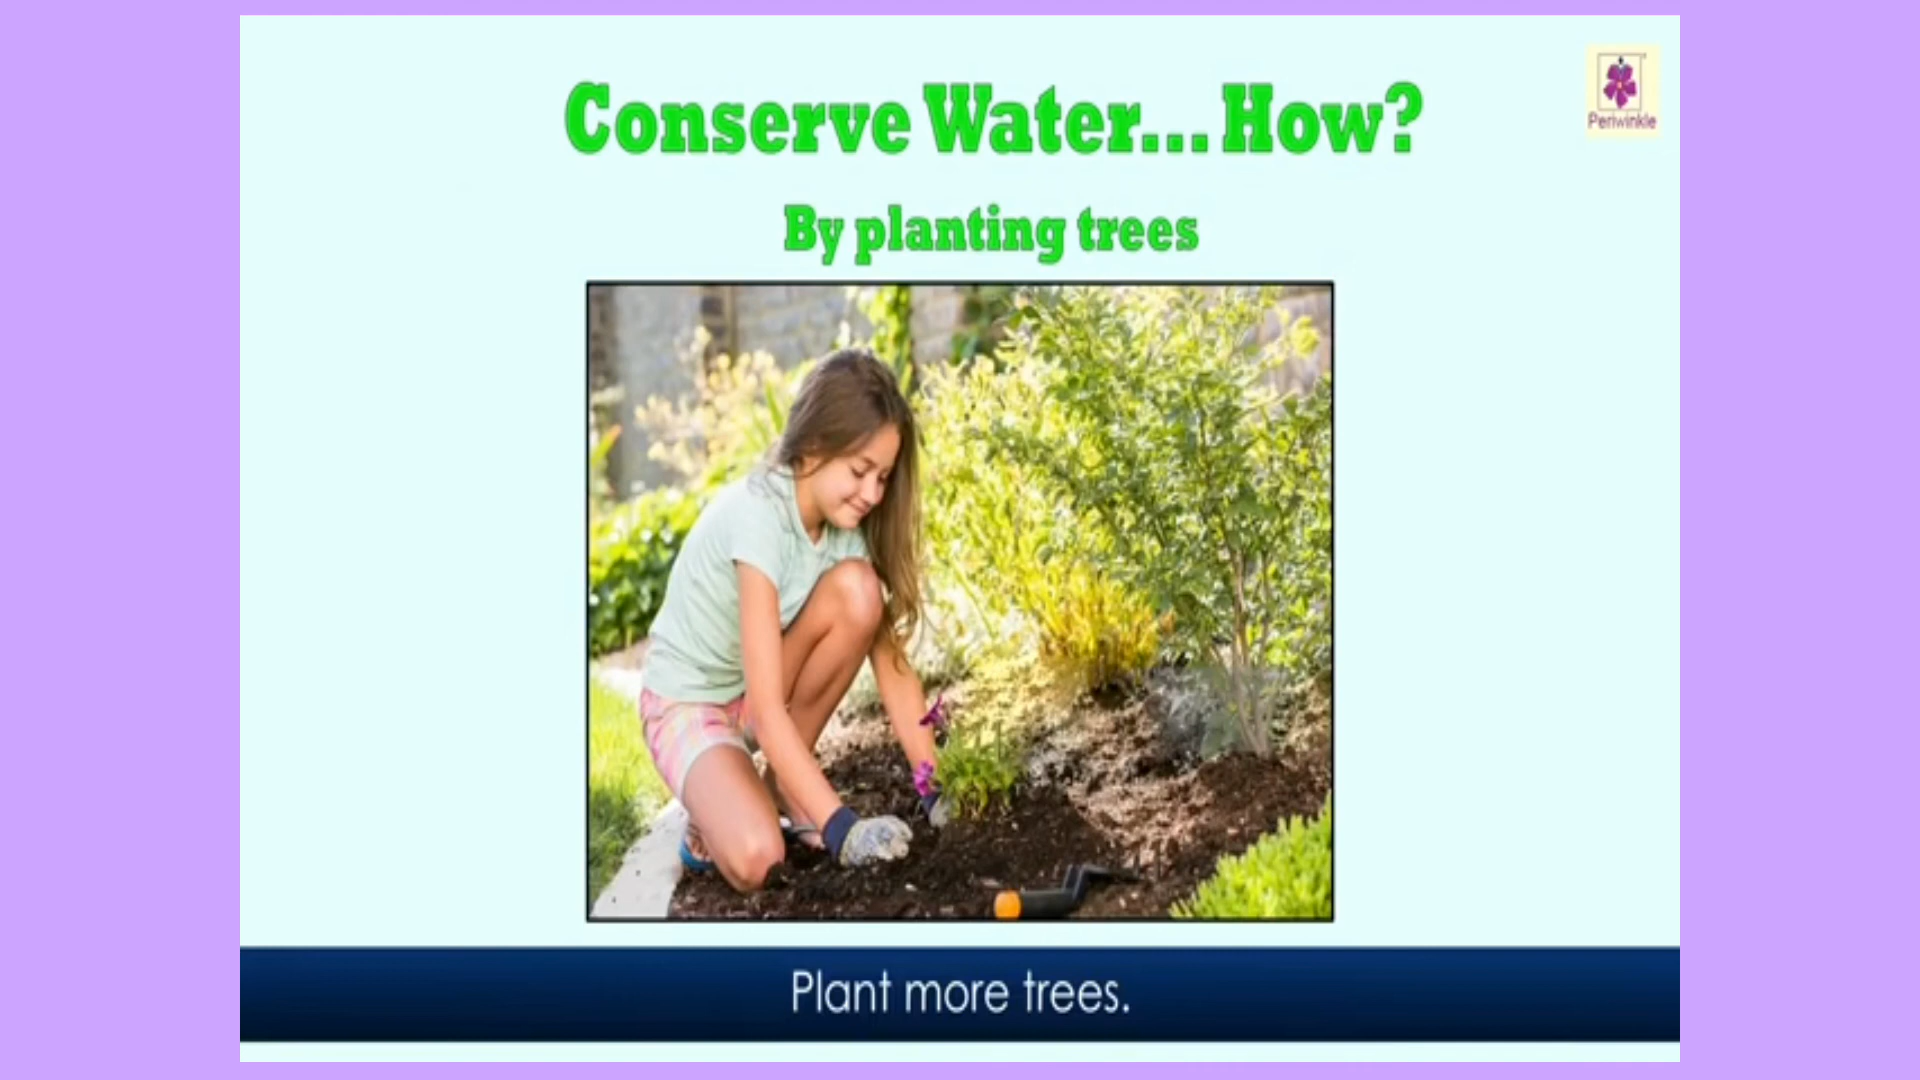 Conserve Water...How?
Periwinkle
By planting trees
Plant more trees.